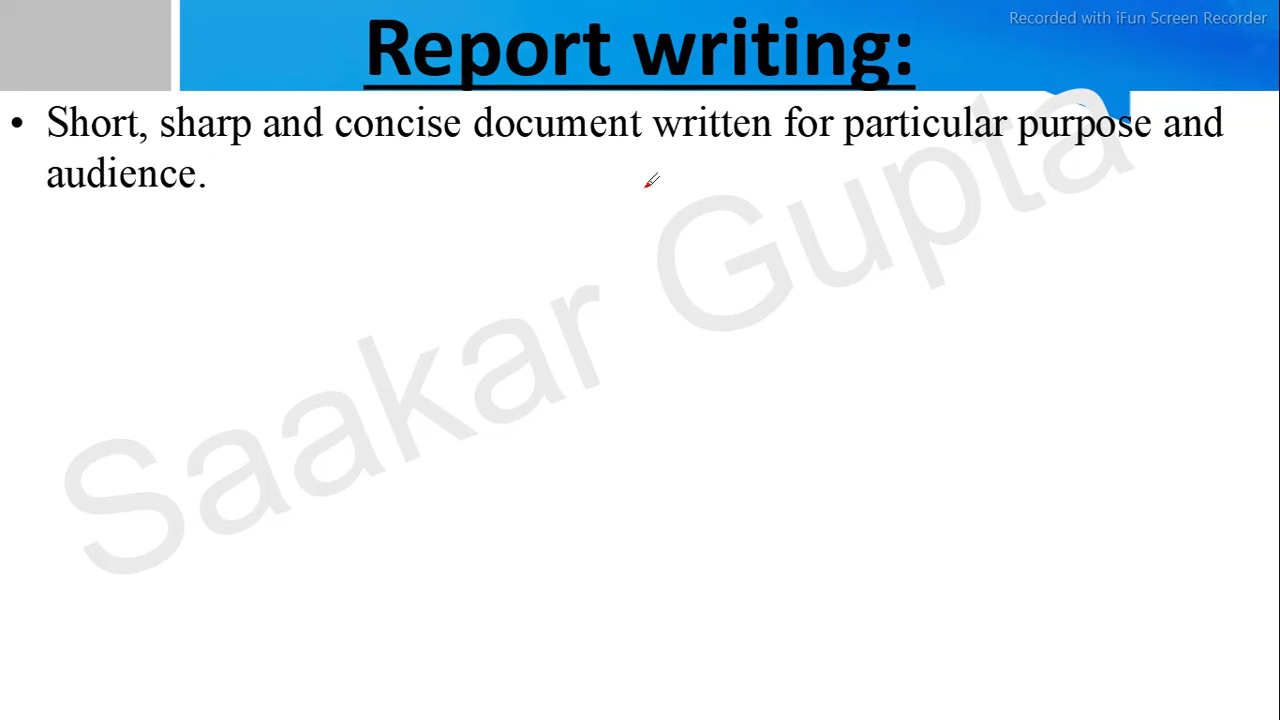 Recorded with iFun Screen Recorder
Report writing:
• Short, sharp and concise document written for particular purpose and
audience.
Saakar Gupta